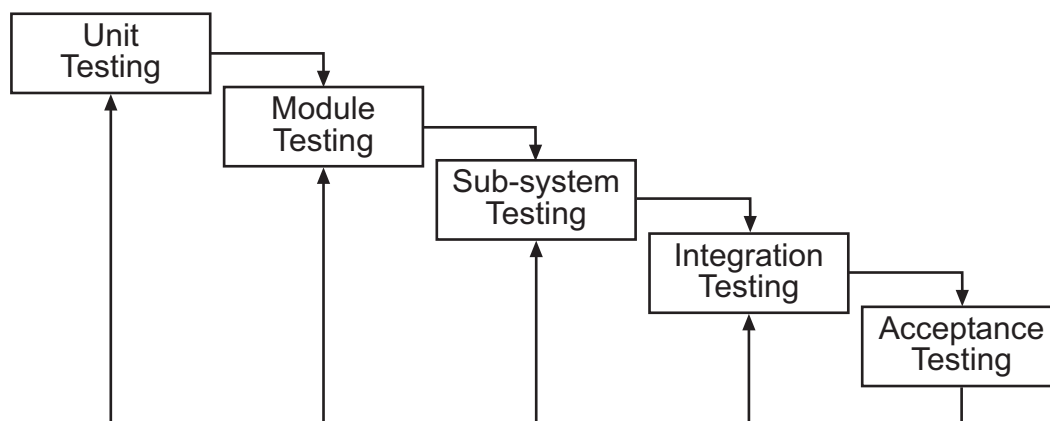 Unit
Testing
Module
Testing
Sub-system
Testing
Integration
Testing
Acceptance
Testing